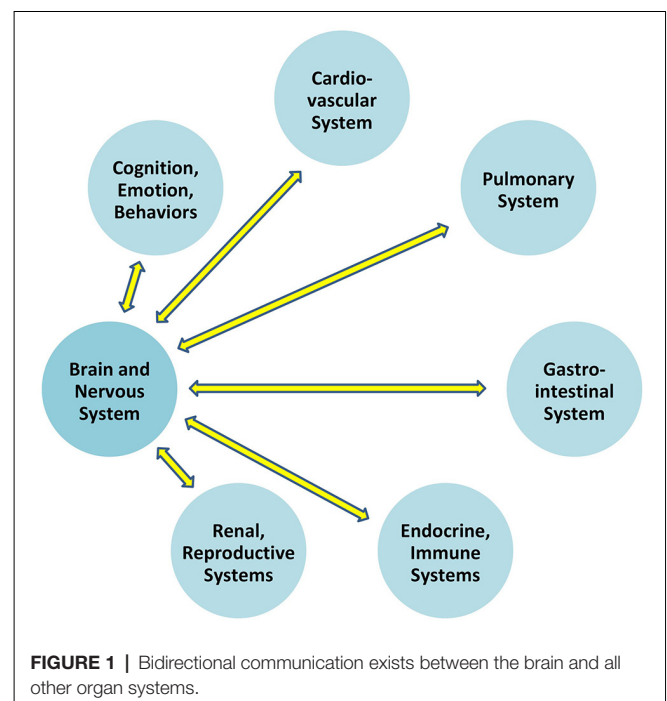 Cardio-
vascular
System
Cognition,
Emotion,
Behaviors
Pulmonary
System
Brain and
Nervous
System
Gastro-
intestinal
System
Renal,
Reproductive
Systems
Endocrine,
Immune
Systems
FIGURE 1 | Bidirectional communication exists between the brain and all
other organ systems.